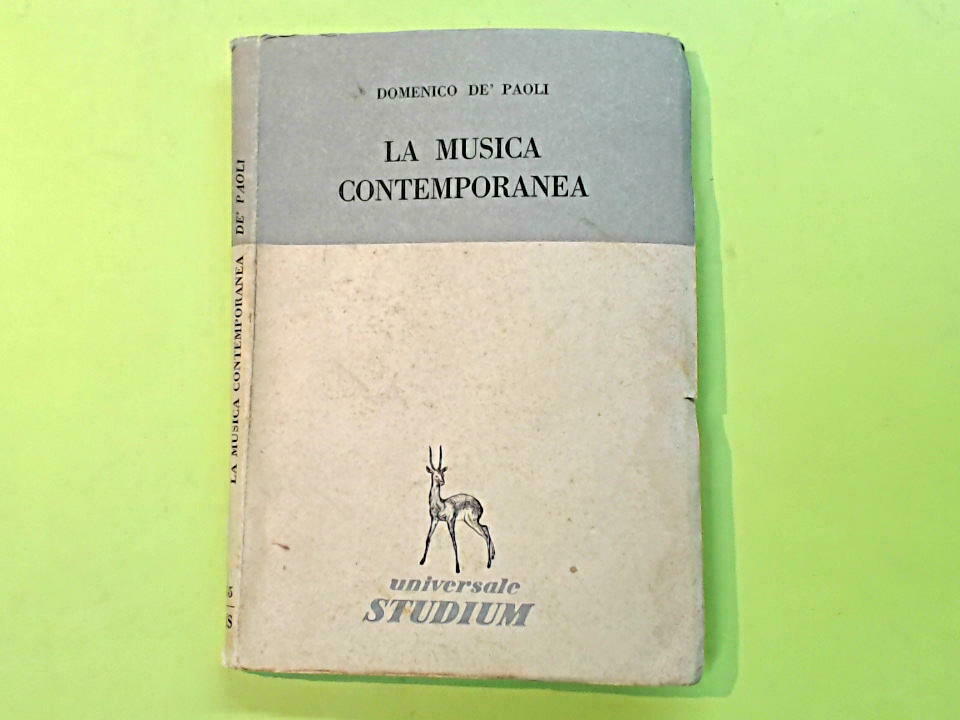 DOMENICO DE' PAOLI
LA MUSICA
CONTEMPORANEA
universale
STUDIUM
LA MUSICA CONTEMPORANEA DE' PAOLI
S